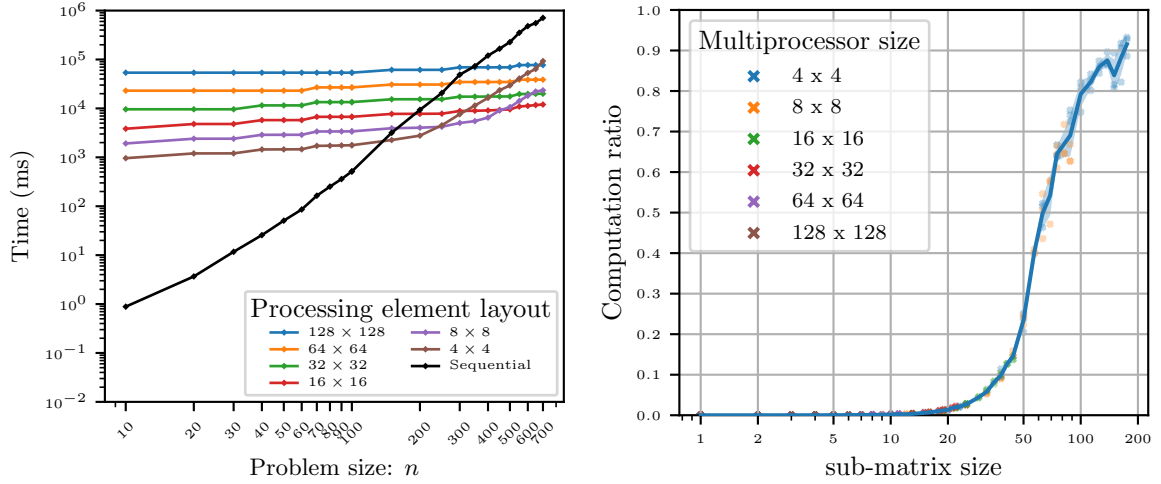 10^6
10^5
10^4
10^3
10^2
10^1
10^0
10^−1
10^−2
Time (ms)
Processing element layout
128 × 128
64 × 64
32 × 32
16 × 16
8 × 8
4 × 4
Sequential
10
20
30
40
50
60
70
80
90
100
200
300
400
500
600
700
Problem size: n
1.0
0.9
0.8
0.7
0.6
0.5
0.4
0.3
0.2
0.1
0.0
Computation ratio
Multiprocessor size
4 x 4
8 x 8
16 x 16
32 x 32
64 x 64
128 x 128
1
2
5
10
20
50
100
200
sub-matrix size